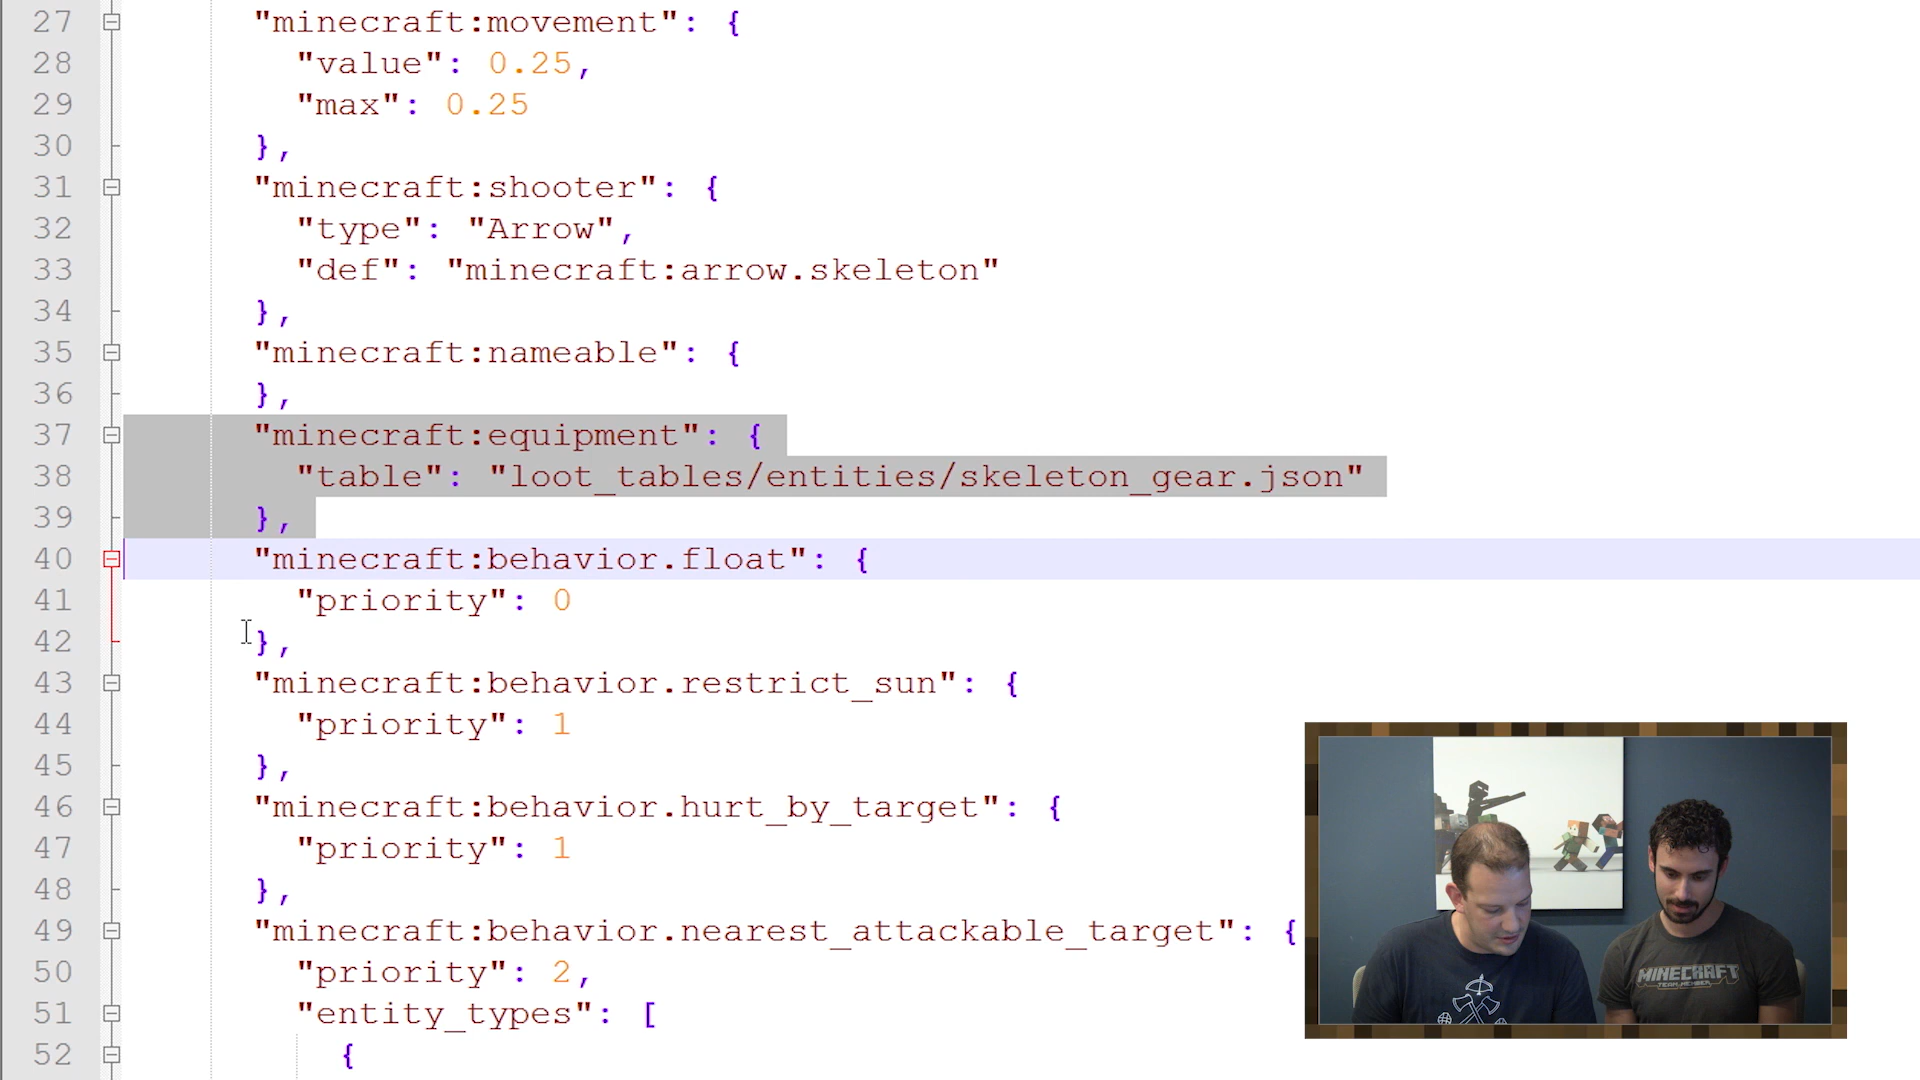 27 "minecraft:movement": {
28 "value": 0.25,
29 "max": 0.25
30 },
31 "minecraft:shooter": {
32 "type": "Arrow",
33 "def": "minecraft:arrow.skeleton"
34 },
35 "minecraft:nameable": {
36 },
37 "minecraft:equipment": {
38 "table": "loot_tables/entities/skeleton_gear.json"
39 },
40 "minecraft:behavior.float": {
41 "priority": 0
42 },
43 "minecraft:behavior.restrict_sun": {
44 "priority": 1
45 },
46 "minecraft:behavior.hurt_by_target": {
47 "priority": 1
48 },
49 "minecraft:behavior.nearest_attackable_target": {
50 "priority": 2,
51 "entity_types": [
52 {
MINECRAFT
TEAM MEMBER